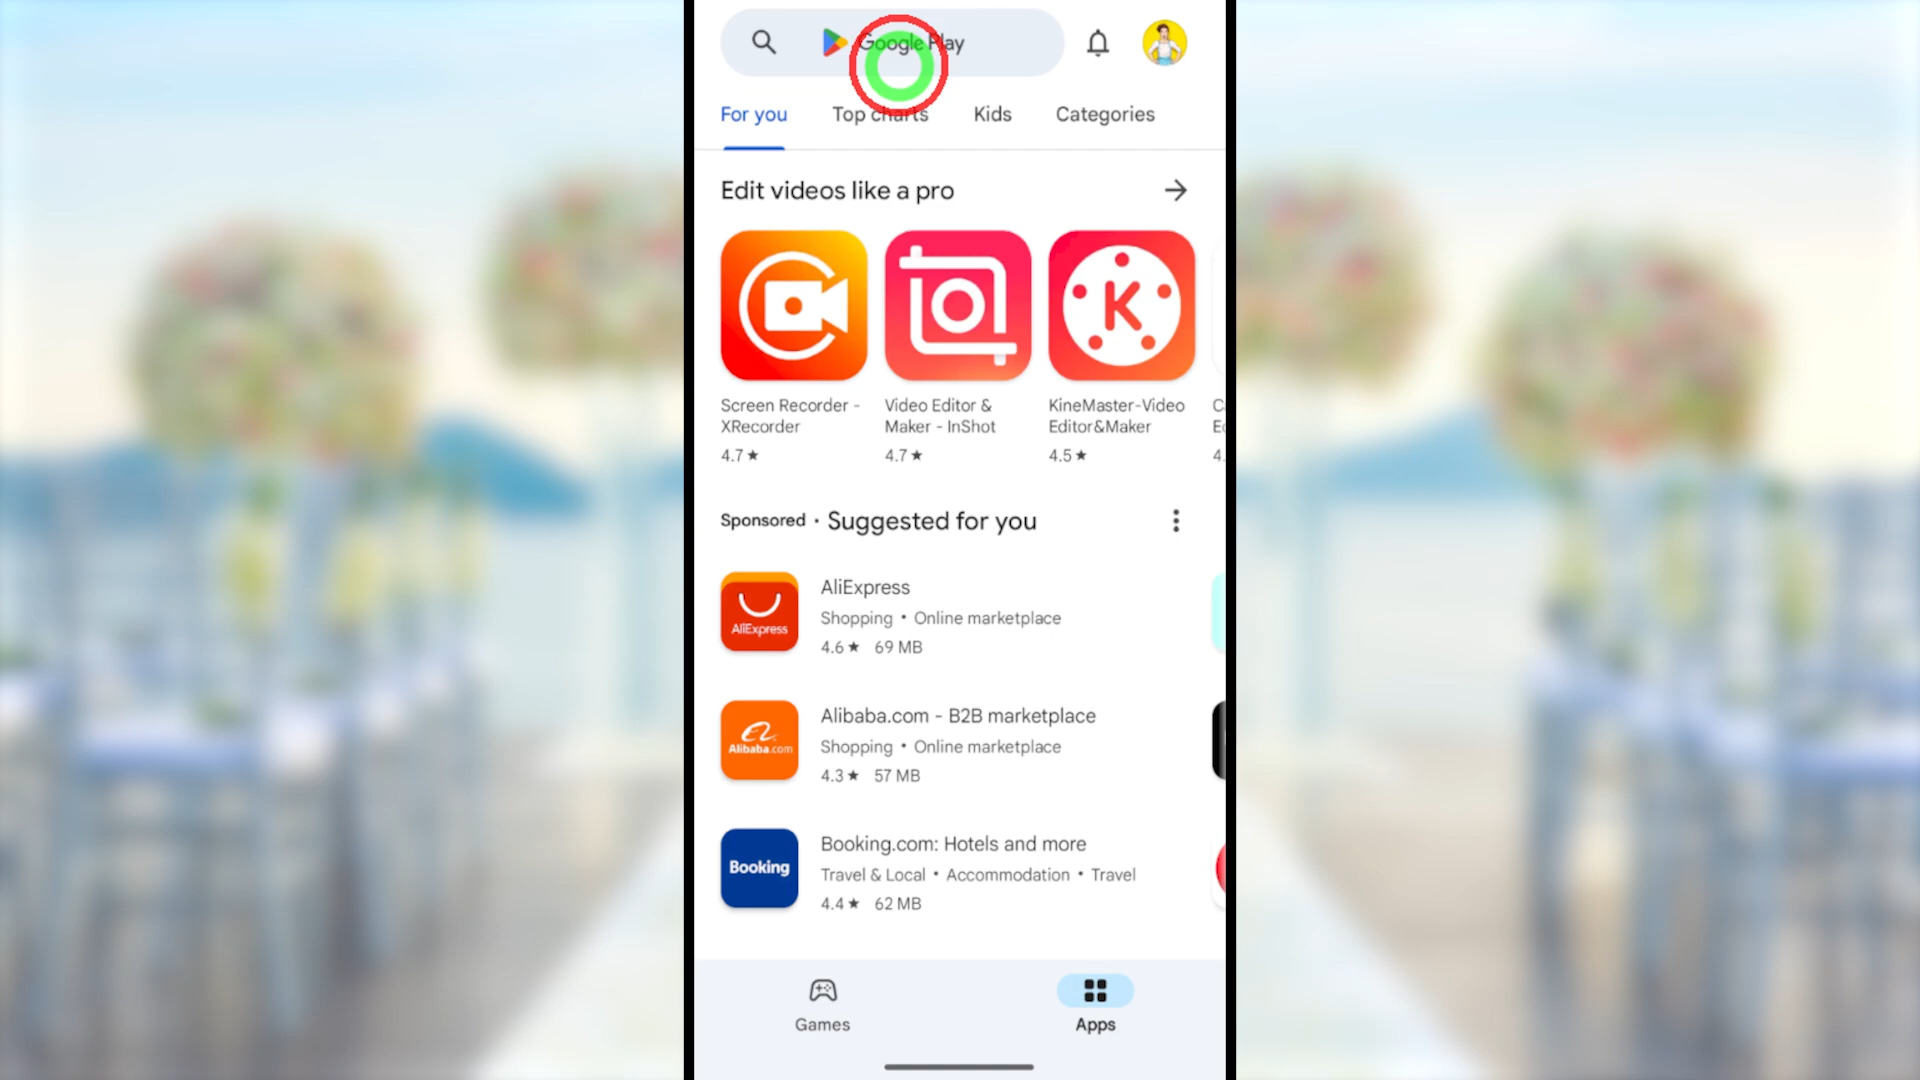 Google Play
For you
Top charts
Kids
Categories
Edit videos like a pro
Screen Recorder -
XRecorder
4.7★
Video Editor &
Maker - InShot
4.7★
K
KineMaster-Video
Editor&Maker
4.5★
Sponsored · Suggested for you
AliExpress
AliExpress
Shopping • Online marketplace
4.6★ 69 MB
Alibaba.com
Alibaba.com - B2B marketplace
Shopping • Online marketplace
4.3★ 57 MB
Booking
Booking.com: Hotels and more
Travel & Local • Accommodation • Travel
4.4★ 62 MB
Games
Apps